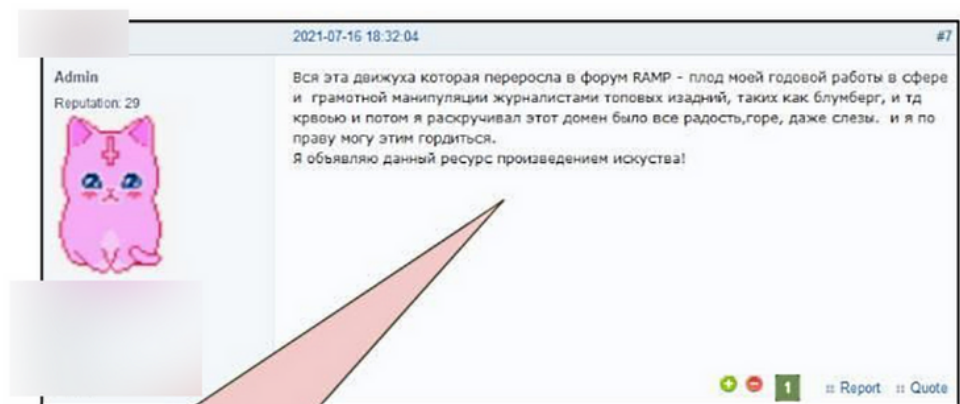 2021-07-16 18:32:04
#7
Admin
Reputation: 29
Вся эта движуха которая переросла в форум RAMP - плод моей годовой работы в сфере
и грамотной манипуляции журналистами топовых изадний, таких как блумберг, и тд
крвоью и потом я раскручивал этот домен было все радость,горе, даже слезы. и я по
праву могу этим гордиться.
Я объявляю данный ресурс произведением искуства!
1
:: Report :: Quote